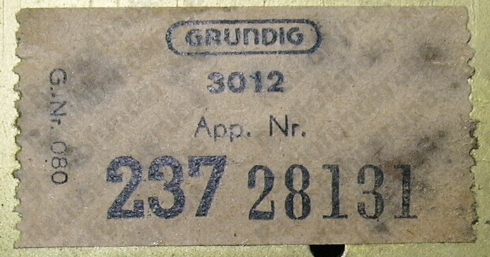 GRUNDIG
3012
App. Nr.
237 28131
G.Nr. 080